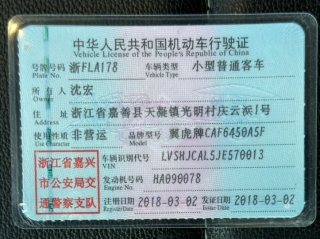 中华人民共和国机动车行驶证
Vehicle License of the People's Republic of China
号牌号码 浙FLA178 车辆类型 小型普通客车
Plate No. Vehicle Type
所有人 沈宏
Owner
住址 浙江省嘉善县天凝镇光明村庆云浜1号
Address
使用性质 非营运 品牌型号 翼虎牌CAF6450A5F
Use Character Model
浙江省嘉兴 车辆识别代号 LVSHJCAL5JE570013
VIN
市公安局交 发动机号码 HA090078
Engine No.
通警察支队 注册日期 2018-03-02 发证日期 2018-03-02
Register Date Issue Date